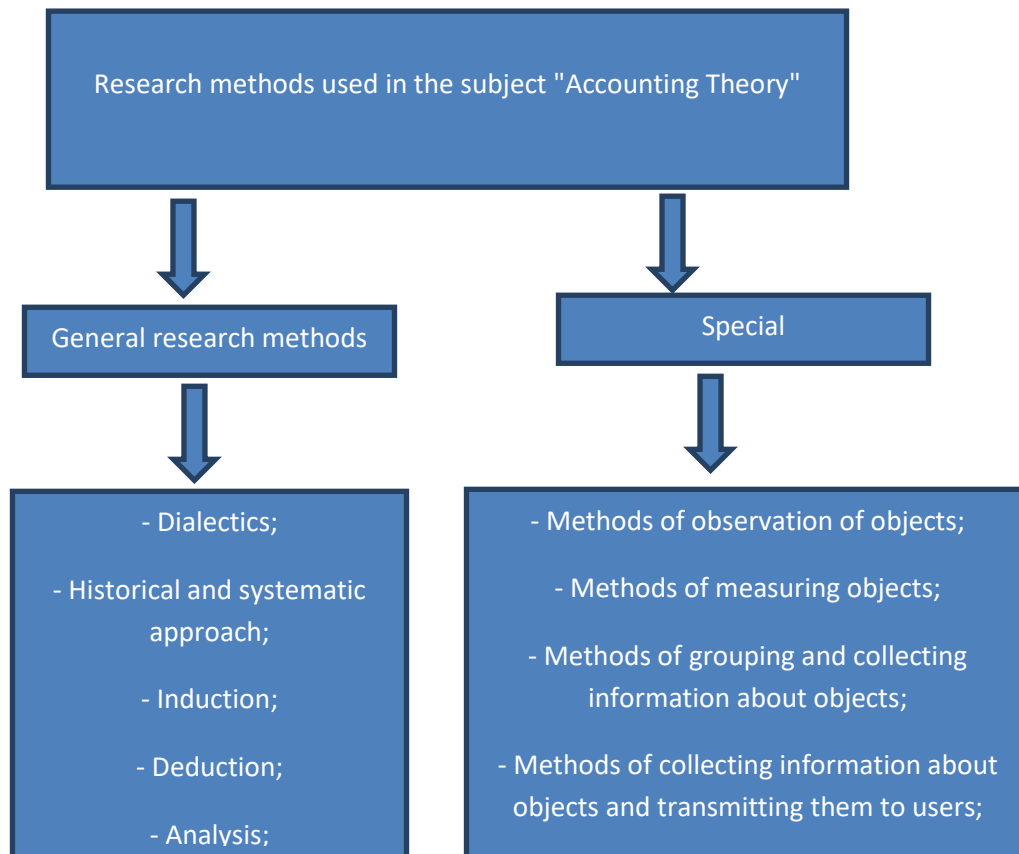 Research methods used in the subject "Accounting Theory"
General research methods
Special
- Dialectics;
- Historical and systematic
approach;
- Induction;
- Deduction;
- Analysis;
- Methods of observation of objects;
- Methods of measuring objects;
- Methods of grouping and collecting
information about objects;
- Methods of collecting information about
objects and transmitting them to users;